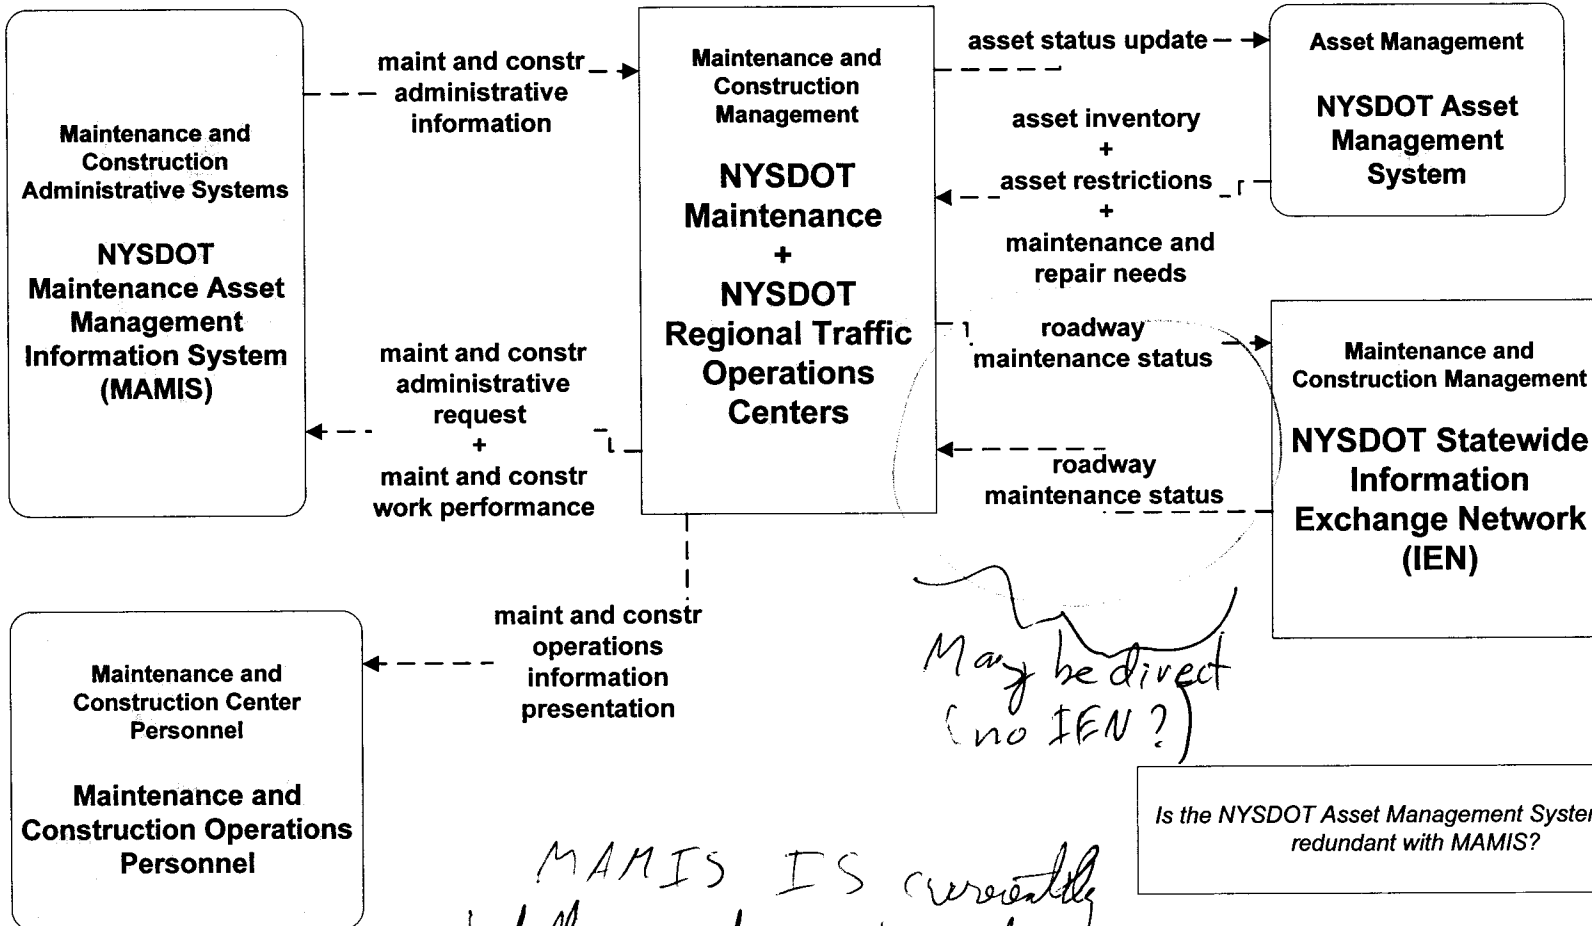 Maintenance and
Construction
Administrative Systems
NYSDOT
Maintenance Asset
Management
Information System
(MAMIS)
maint and constr
administrative
information
maint and constr
administrative
request
+
maint and constr
work performance
Maintenance and
Construction
Management
NYSDOT
Maintenance
+
NYSDOT
Regional Traffic
Operations
Centers
asset status update
asset inventory
+
asset restrictions
+
maintenance and
repair needs
Asset Management
NYSDOT Asset
Management
System
roadway
maintenance status
roadway
maintenance status
Maintenance and
Construction Management
NYSDOT Statewide
Information
Exchange Network
(IEN)
maint and constr
operations
information
presentation
Maintenance and
Construction Center
Personnel
Maintenance and
Construction Operations
Personnel
May be direct
(no IEN?)
Is the NYSDOT Asset Management System
redundant with MAMIS?
MAMIS IS currently